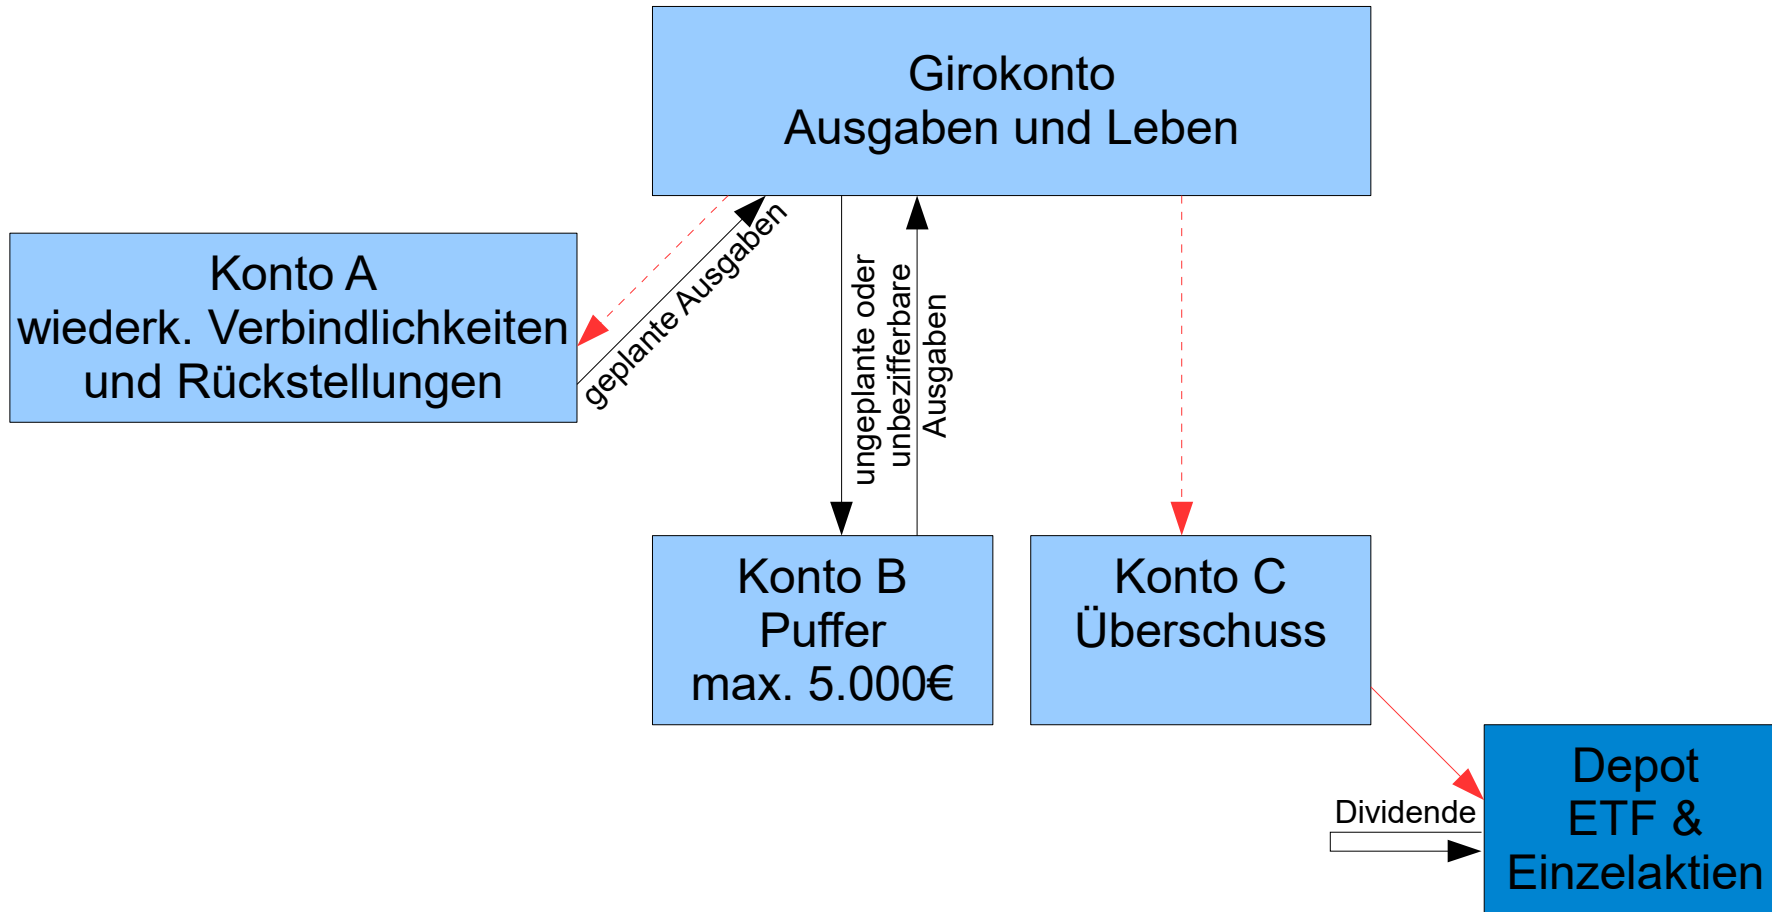 Girokonto
Ausgaben und Leben
Konto A
wiederk. Verbindlichkeiten
und Rückstellungen
geplante Ausgaben
ungeplante oder
unbezifferbare
Ausgaben
Konto B
Puffer
max. 5.000€
Konto C
Überschuss
Dividende
Depot
ETF &
Einzelaktien